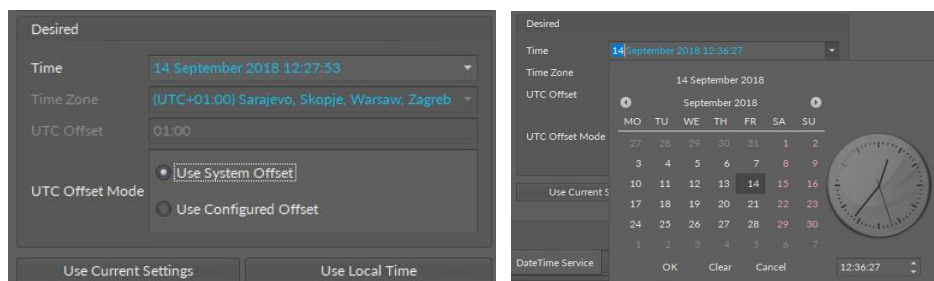 Desired
Time 14 September 2018 12:27:53
Time Zone (UTC+01:00) Sarajevo, Skopje, Warsaw, Zagreb
UTC Offset 01:00
UTC Offset Mode
Use System Offset
Use Configured Offset
Use Current Settings Use Local Time
Desired
Time 14 September 2018 12:36:27
Time Zone
UTC Offset
UTC Offset Mode
Use Current S
DateTime Service
14 September 2018
September 2018
MO TU WE TH FR SA SU
27 28 29 30 31 1 2
3 4 5 6 7 8 9
10 11 12 13 14 15 16
17 18 19 20 21 22 23
24 25 26 27 28 29 30
1 2 3 4 5 6 7
OK Clear Cancel
12:36:27